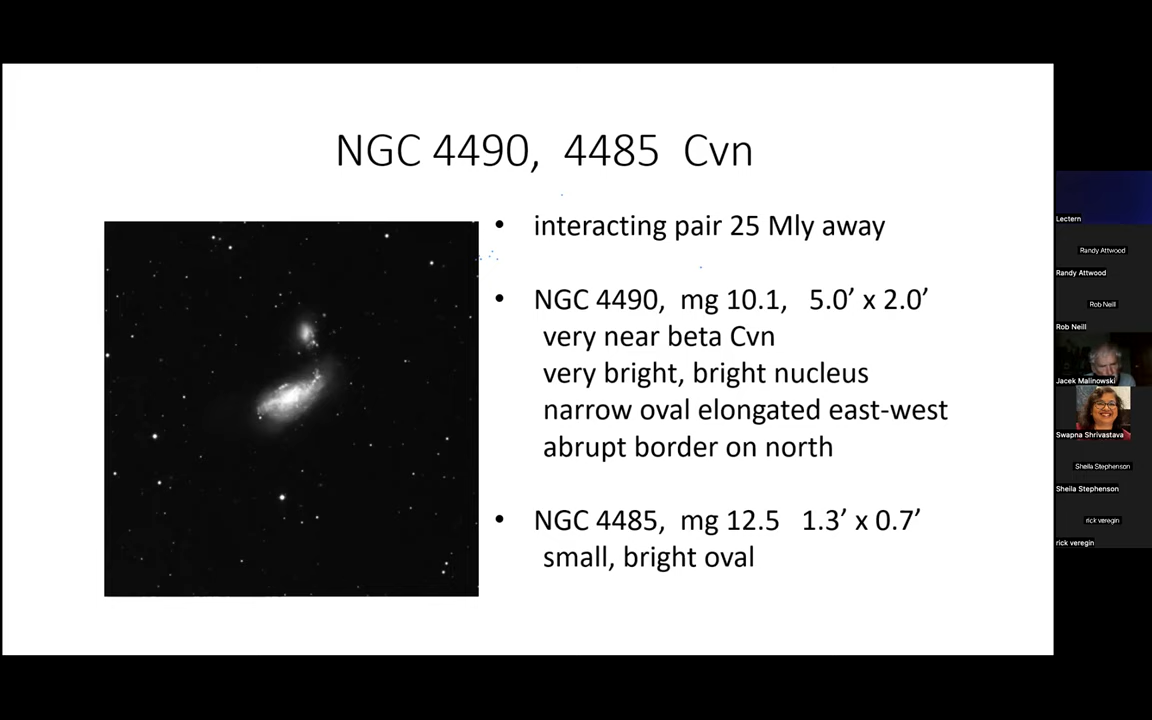 NGC 4490, 4485 Cvn
• interacting pair 25 Mly away
• NGC 4490, mg 10.1, 5.0’ x 2.0’
very near beta Cvn
very bright, bright nucleus
narrow oval elongated east-west
abrupt border on north
• NGC 4485, mg 12.5 1.3’ x 0.7’
small, bright oval
Lectern
Randy Attwood
Randy Attwood
Rob Neill
Rob Neill
Jacek Malinowski
Swapna Shrivastava
Sheila Stephenson
Sheila Stephenson
rick veregin
rick veregin